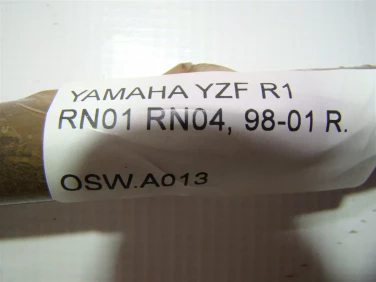 YAMAHA YZF R1
RN01 RN04, 98-01 R.
OSW.A013